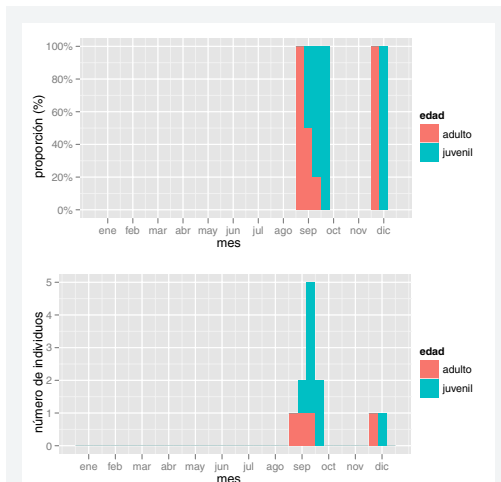 100%
80%
60%
40%
20%
0%
proporción (%)
ene feb mar abr may jun jul ago sep oct nov dic
mes
edad
adulto
juvenil
5
4
3
2
1
0
número de individuos
ene feb mar abr may jun jul ago sep oct nov dic
mes
edad
adulto
juvenil